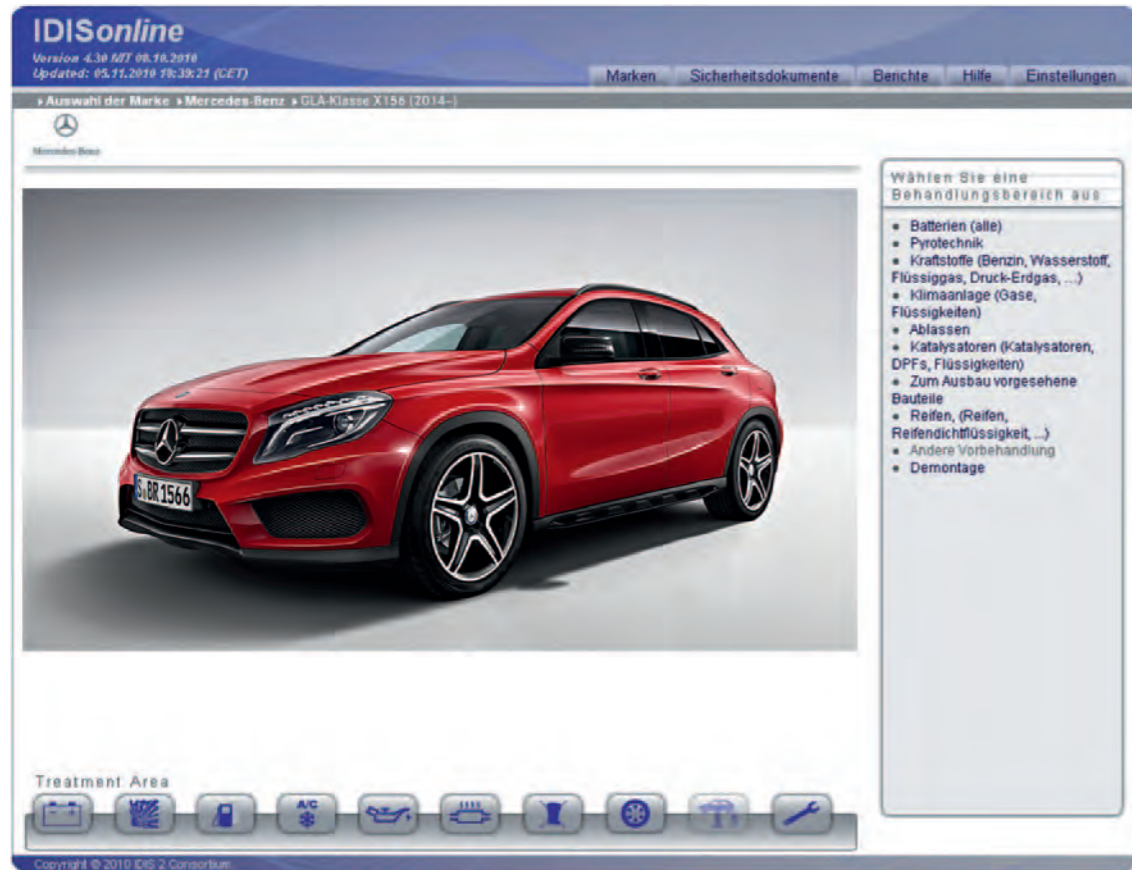 IDISonline
Version 4.30 MIT 08.10.2010
Updated: 05.11.2010 18:39:21 (CET)
Marken Sicherheitsdokumente Berichte Hilfe Einstellungen
Auswahl der Marke Mercedes-Benz GLA-Klasse X156 (2014-)
Mercedes-Benz
Wählen Sie eine
Behandlungsbereich aus
Batterien (alle)
Pyrotechnik
Kraftstoffe (Benzin, Wasserstoff,
Flüssiggas, Druck-Erdgas, ...)
Klimaanlage (Gase,
Flüssigkeiten)
Ablassen
Katalysatoren (Katalysatoren,
DPFs, Flüssigkeiten)
Zum Ausbau vorgesehene
Bauteile
Reifen, (Reifen,
Reifendichtflüssigkeit, ...)
Andere Vorbehandlung
Demontage
S BR 1566
Treatment Area
A/C
Copyright © 2010 IDIS 2 Consortium